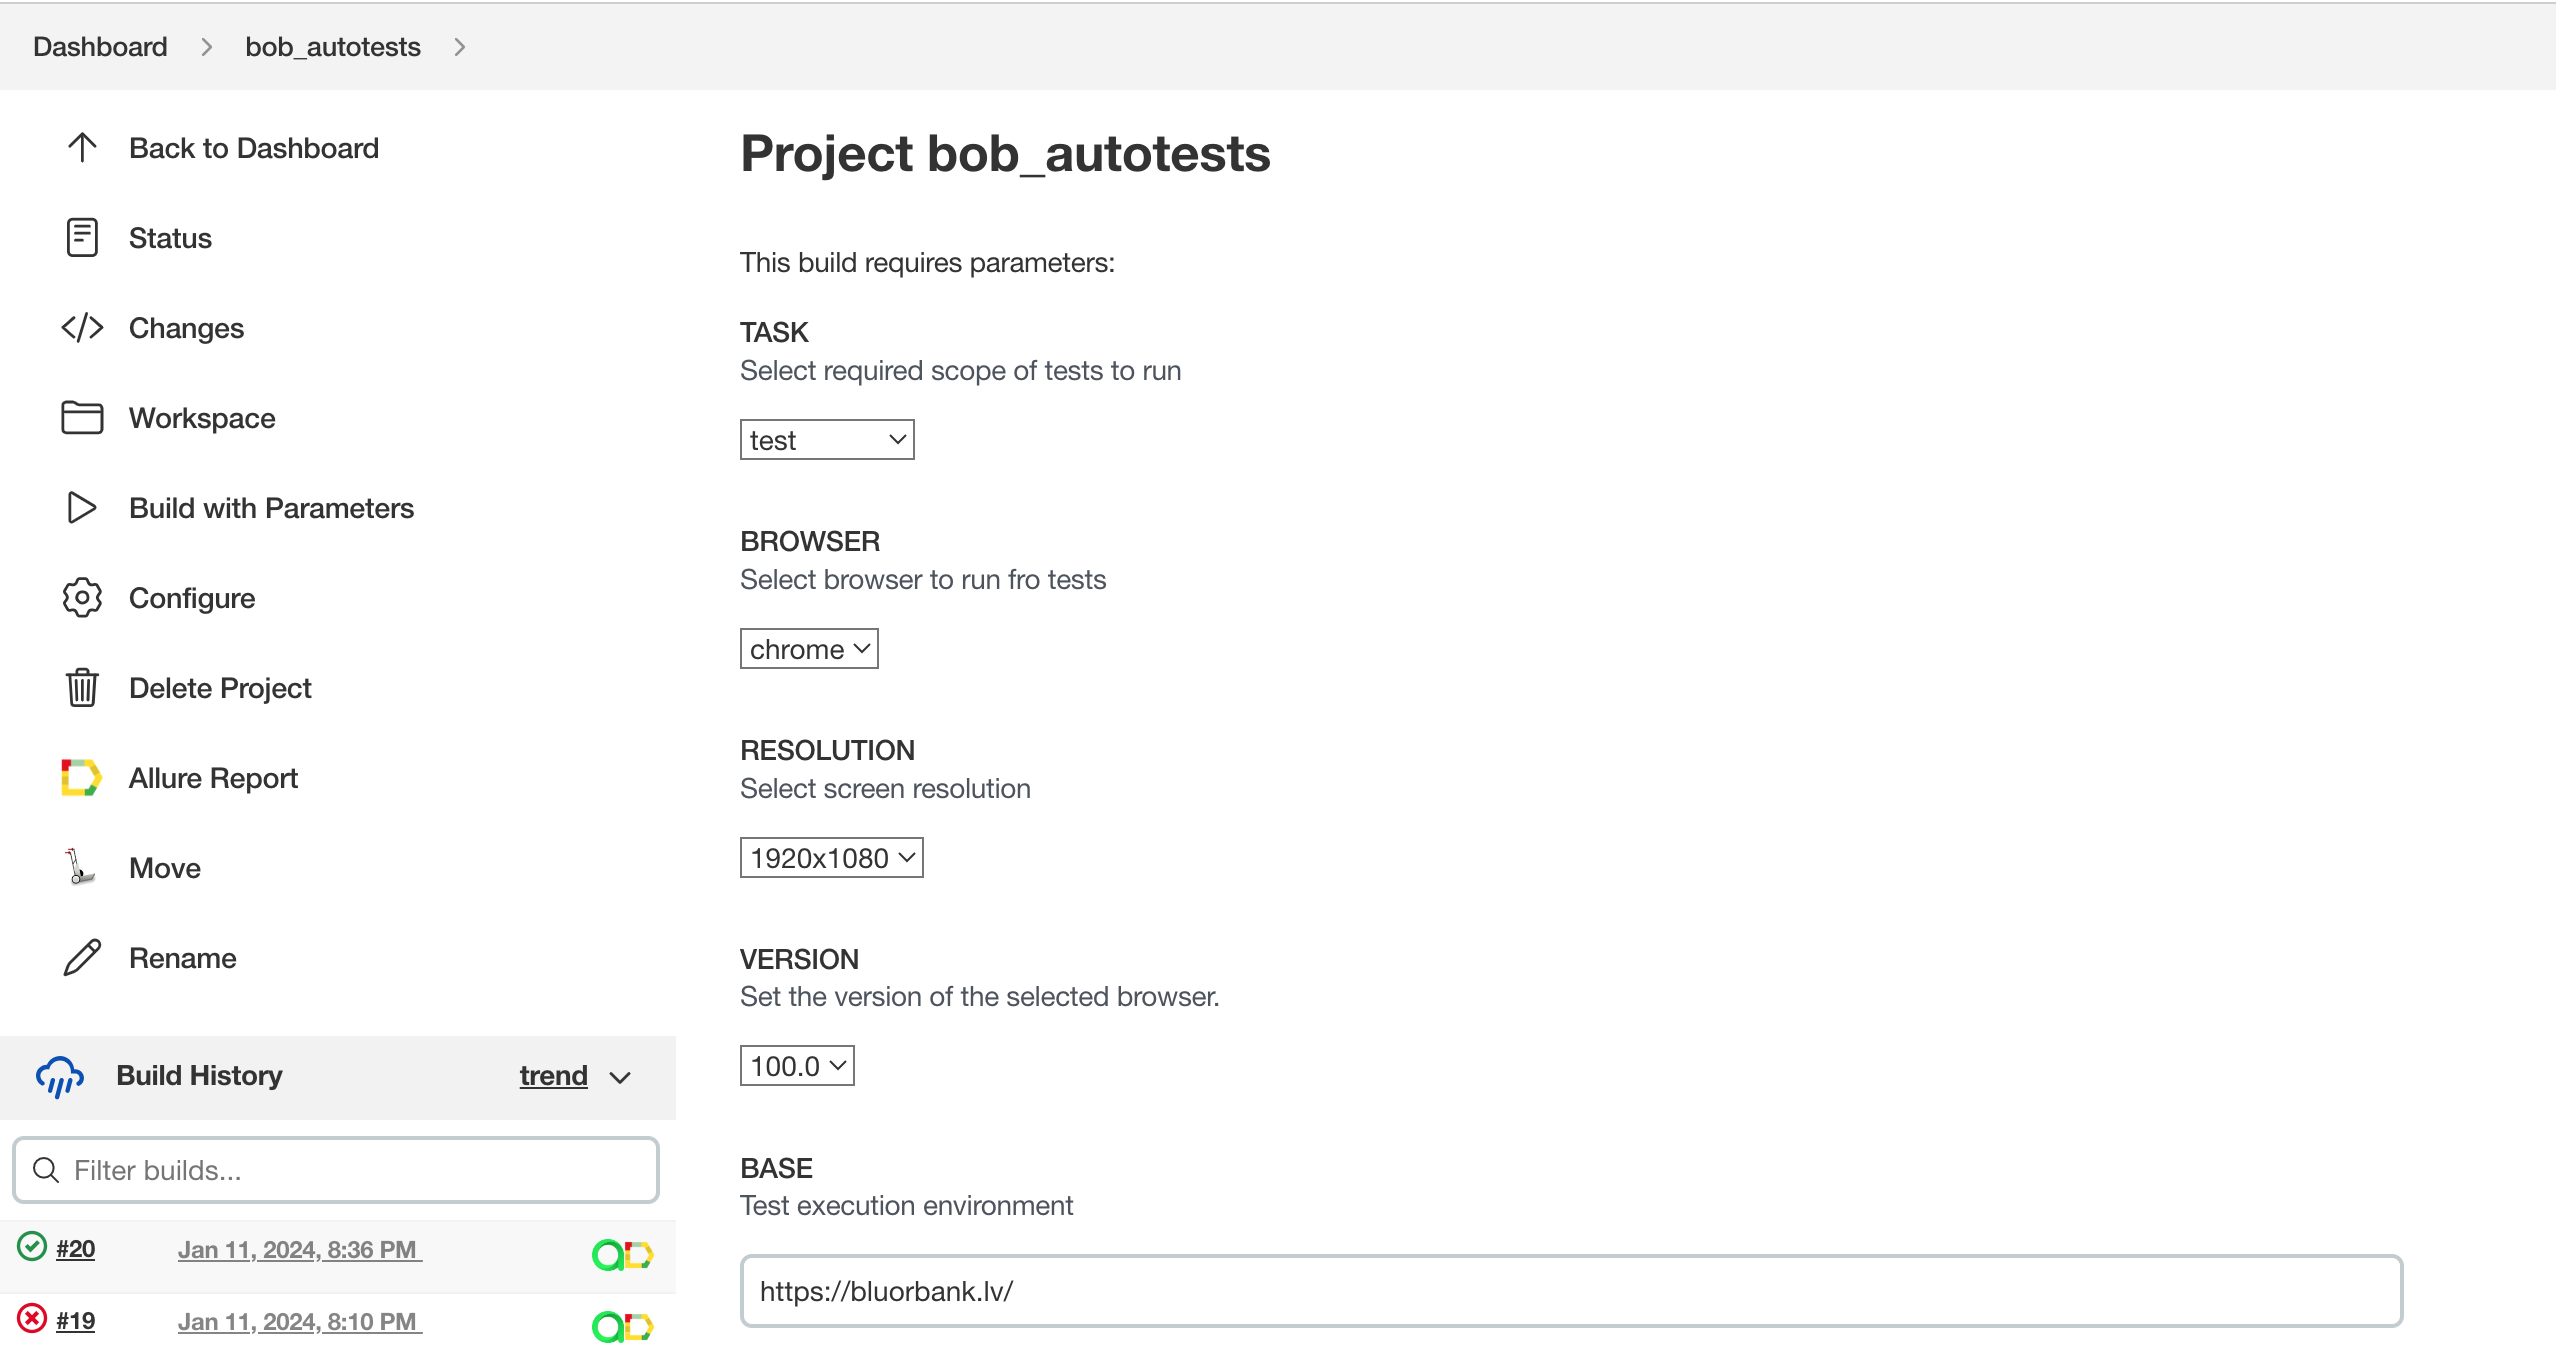 Dashboard
bob_autotests
Back to Dashboard
Status
Changes
Workspace
Build with Parameters
Configure
Delete Project
Allure Report
Move
Rename
Build History
trend
Filter builds...
#20
Jan 11, 2024, 8:36 PM
#19
Jan 11, 2024, 8:10 PM
Project bob_autotests
This build requires parameters:
TASK
Select required scope of tests to run
test
BROWSER
Select browser to run fro tests
chrome
RESOLUTION
Select screen resolution
1920x1080
VERSION
Set the version of the selected browser.
100.0
BASE
Test execution environment
https://bluorbank.lv/